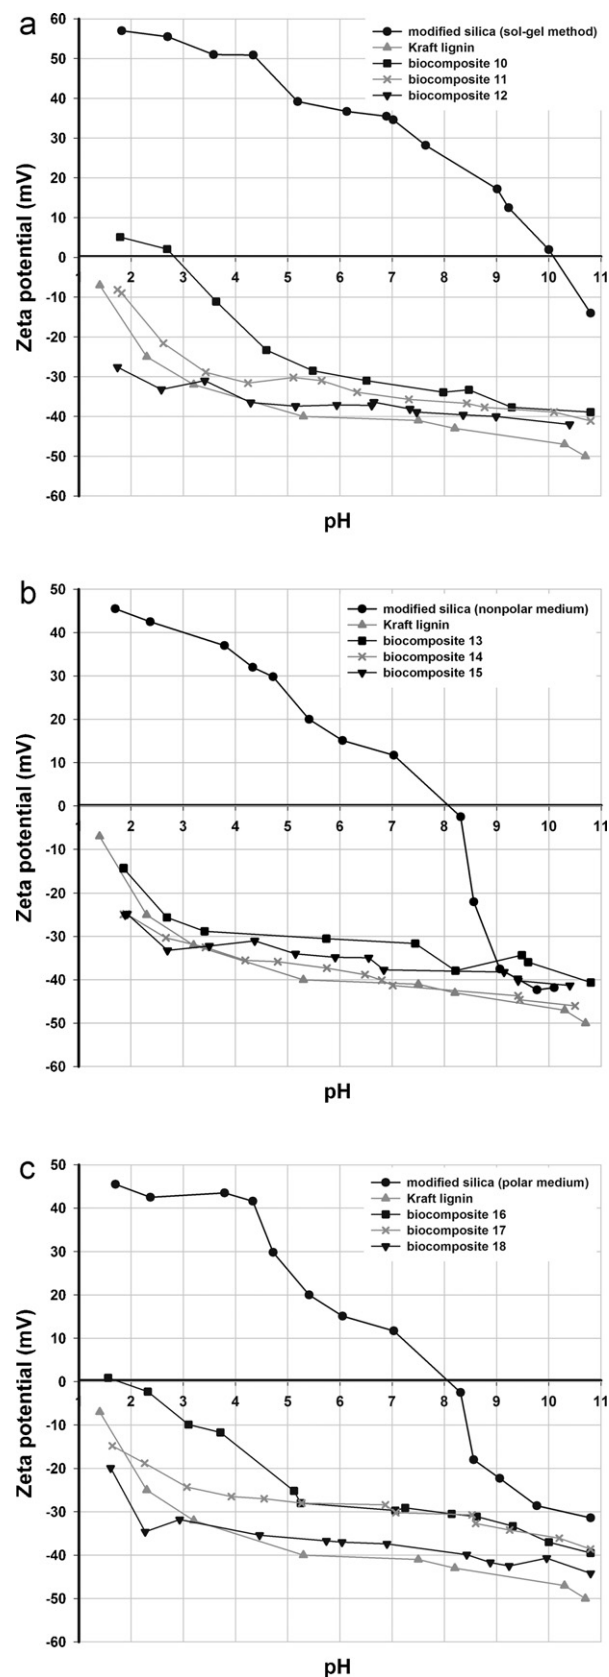 a
60
modified silica (sol-gel method)
Kraft lignin
biocomposite 10
biocomposite 11
biocomposite 12
50
40
30
20
10
0
1 2 3 4 5 6 7 8 9 10 11
-10
-20
-30
-40
-50
-60
Zeta potential (mV)
pH
b
50
modified silica (nonpolar medium)
Kraft lignin
biocomposite 13
biocomposite 14
biocomposite 15
40
30
20
10
0
1 2 3 4 5 6 7 8 9 10 11
-10
-20
-30
-40
-50
-60
Zeta potential (mV)
pH
c
50
modified silica (polar medium)
Kraft lignin
biocomposite 16
biocomposite 17
biocomposite 18
40
30
20
10
0
1 2 3 4 5 6 7 8 9 10 11
-10
-20
-30
-40
-50
-60
Zeta potential (mV)
pH